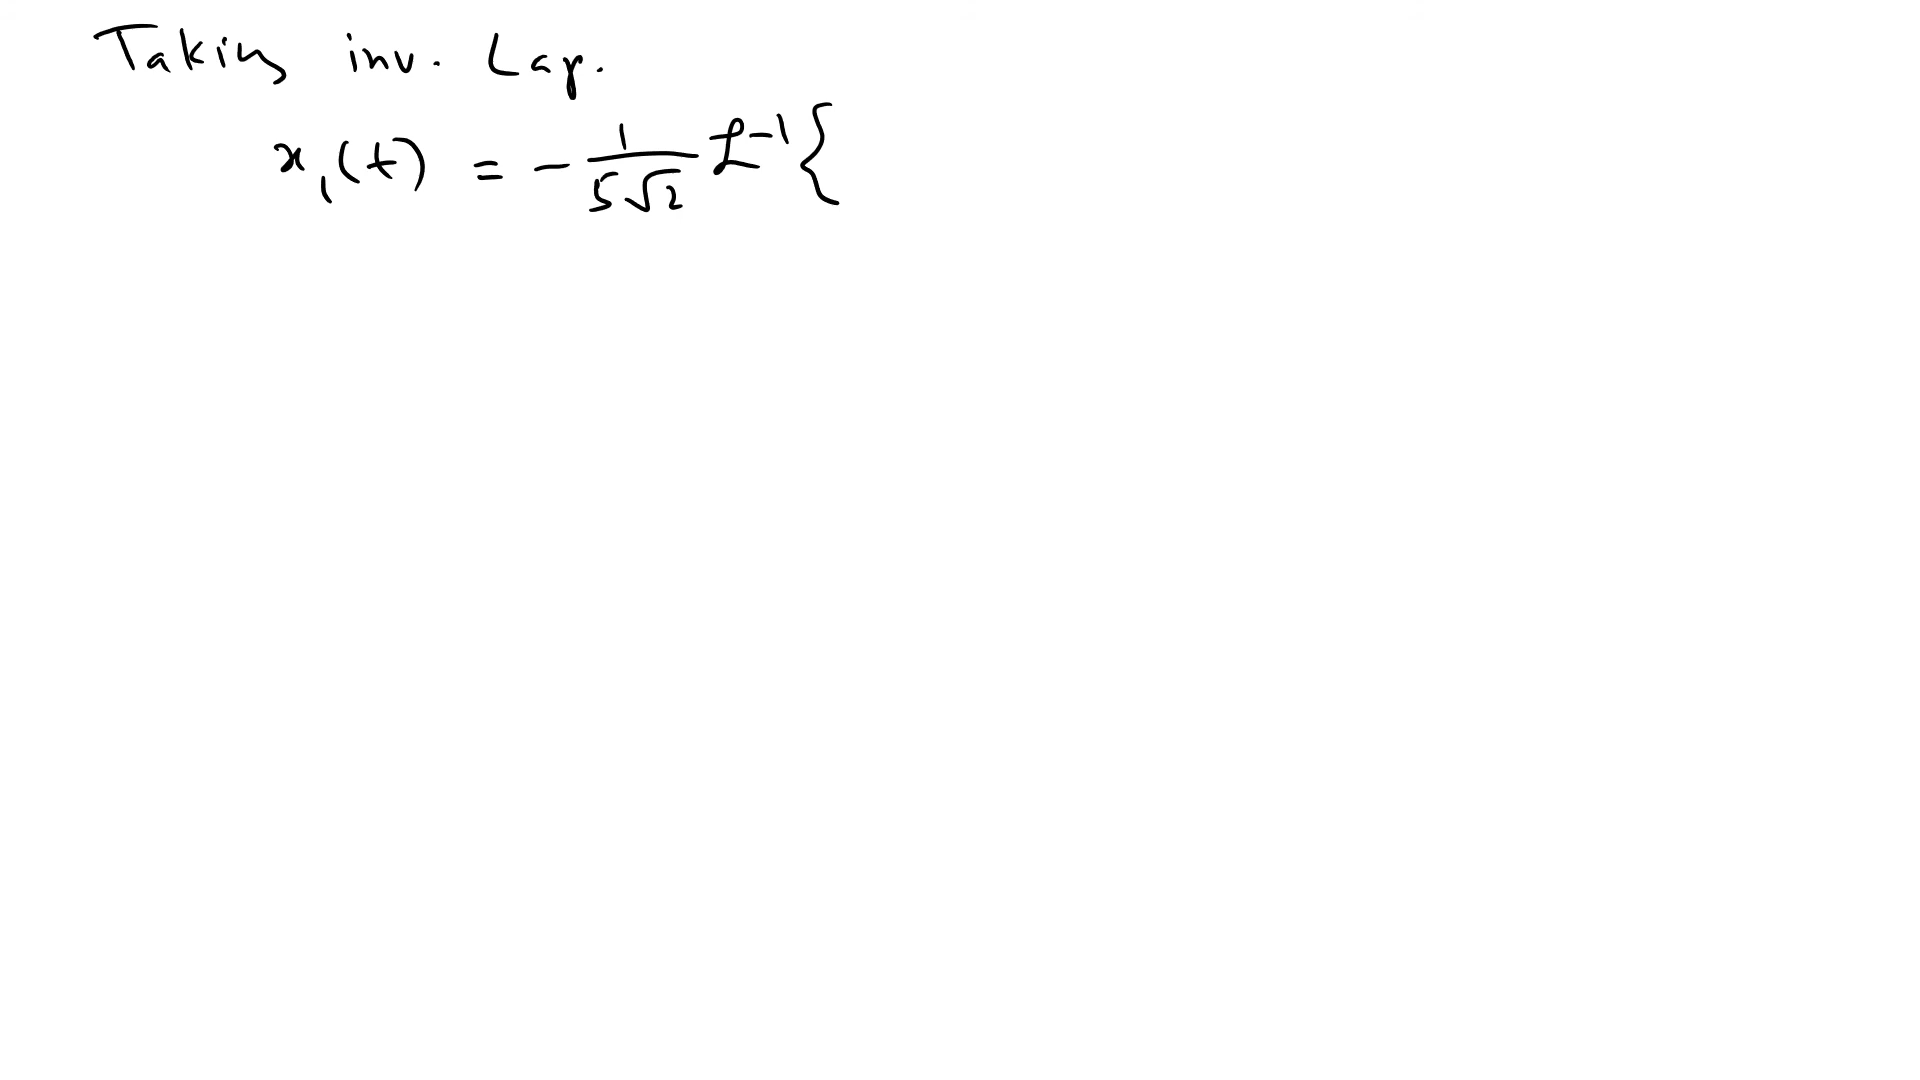 Taking inv. Lap.
x₁(t) = - 1/(5√2) ℒ⁻¹{